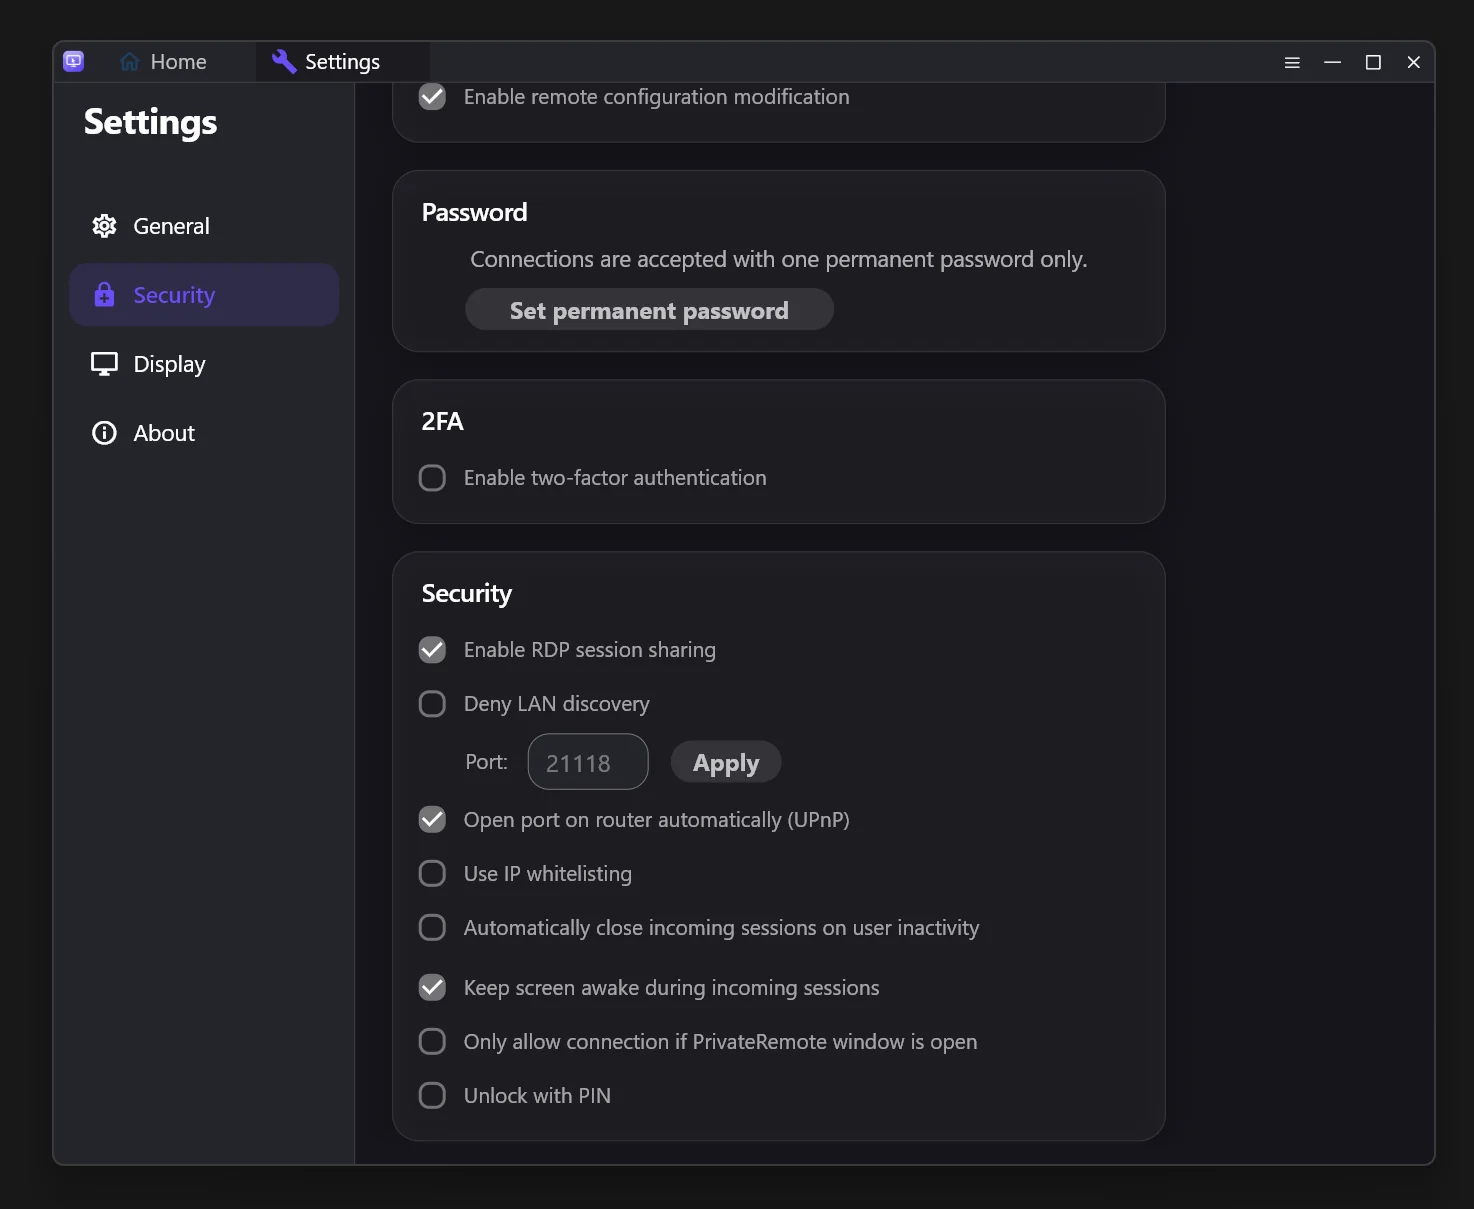 Home
Settings
Settings
General
Security
Display
About
Enable remote configuration modification
Password
Connections are accepted with one permanent password only.
Set permanent password
2FA
Enable two-factor authentication
Security
Enable RDP session sharing
Deny LAN discovery
Port: 21118 Apply
Open port on router automatically (UPnP)
Use IP whitelisting
Automatically close incoming sessions on user inactivity
Keep screen awake during incoming sessions
Only allow connection if PrivateRemote window is open
Unlock with PIN